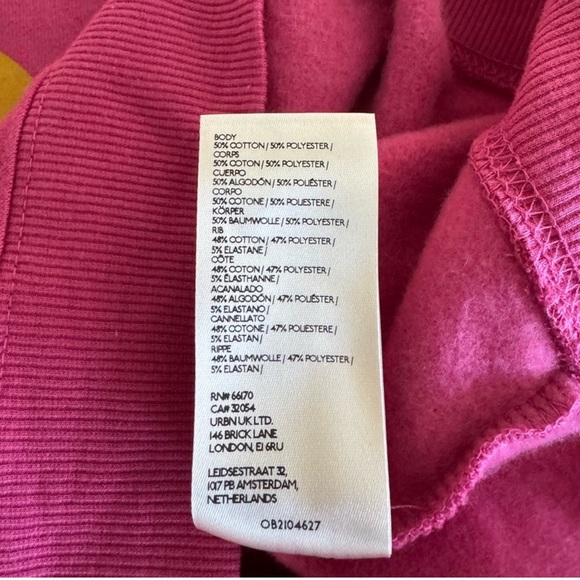 BODY
50% COTTON / 50% POLYESTER /
CORPS
50% COTON / 50% POLYESTER /
CUERPO
50% ALGODÓN / 50% POLIÉSTER /
CORPO
50% COTONE / 50% POLIESTERE /
KÖRPER
50% BAUMWOLLE / 50% POLYESTER /
RIB
48% COTTON / 47% POLYESTER /
5% ELASTANE /
CÔTE
48% COTON / 47% POLYESTER /
5% ÉLASTHANNE /
ACANALADO
48% ALGODÓN / 47% POLIÉSTER /
5% ELASTANO /
CANNELLATO
48% COTONE / 47% POLIESTERE /
5% ELASTAN /
RIPPE
48% BAUMWOLLE / 47% POLYESTER /
5% ELASTAN /
RN# 66170
CA# 32054
URBN UK LTD.
146 BRICK LANE
LONDON, E1 6RU
LEIDSESTRAAT 32,
1017 PB AMSTERDAM,
NETHERLANDS
OB2104627